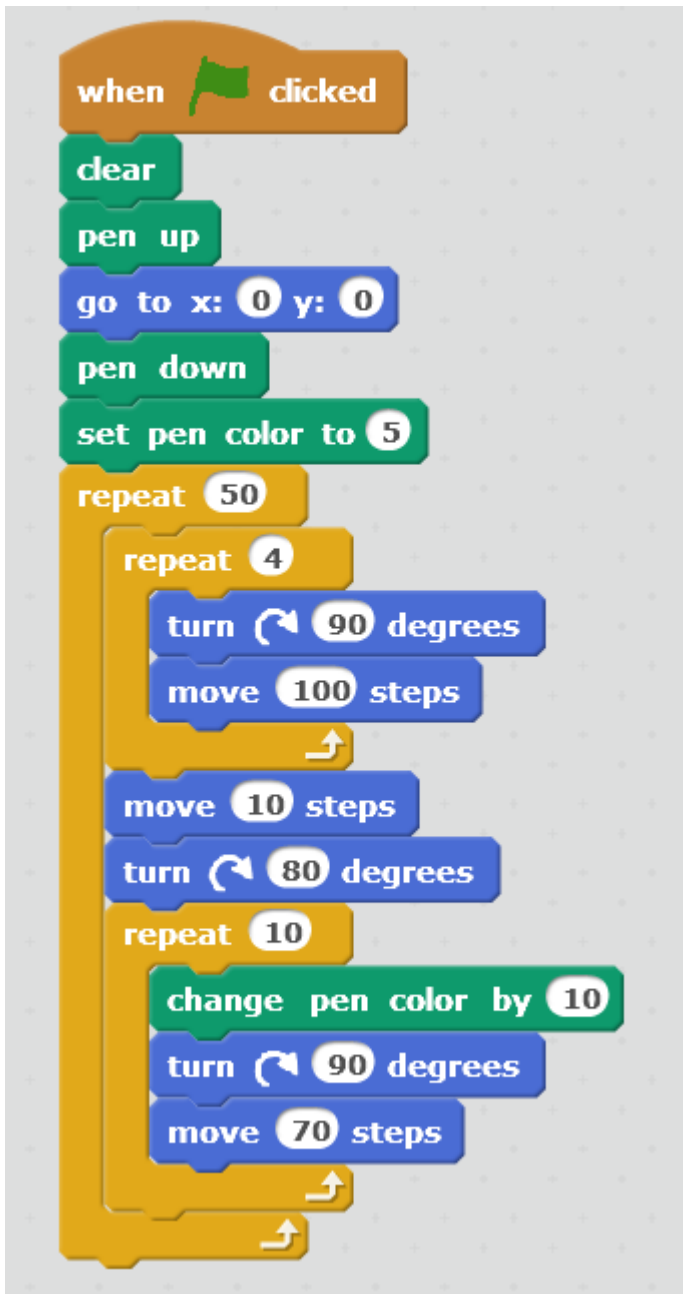 when clicked
clear
pen up
go to x: 0 y: 0
pen down
set pen color to 5
repeat 50
repeat 4
turn 90 degrees
move 100 steps
move 10 steps
turn 80 degrees
repeat 10
change pen color by 10
turn 90 degrees
move 70 steps